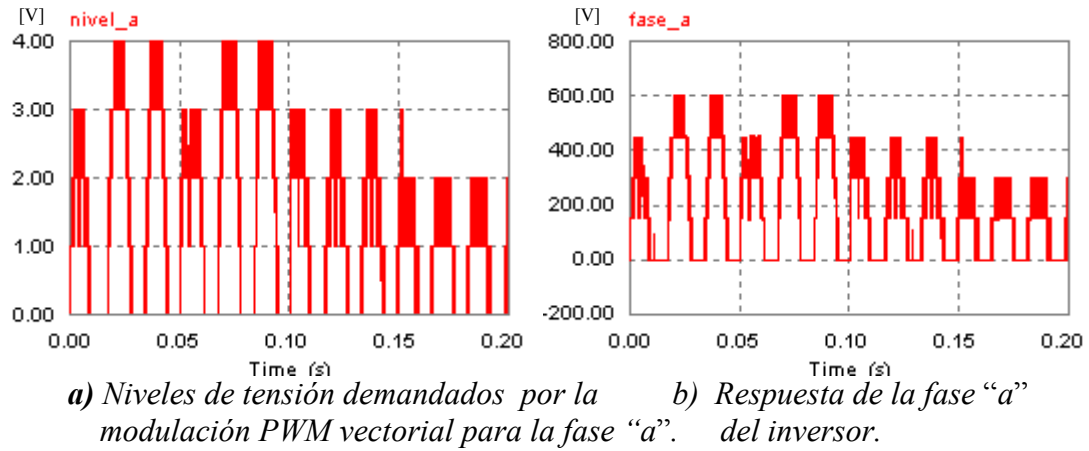 [V] nivel_a
4.00
3.00
2.00
1.00
0.00
0.00 0.05 0.10 0.15 0.20
Time (s)
[V] fase_a
800.00
600.00
400.00
200.00
0.00
-200.00
0.00 0.05 0.10 0.15 0.20
Time (s)
a) Niveles de tensión demandados por la
modulación PWM vectorial para la fase “a”.
b) Respuesta de la fase “a”
del inversor.